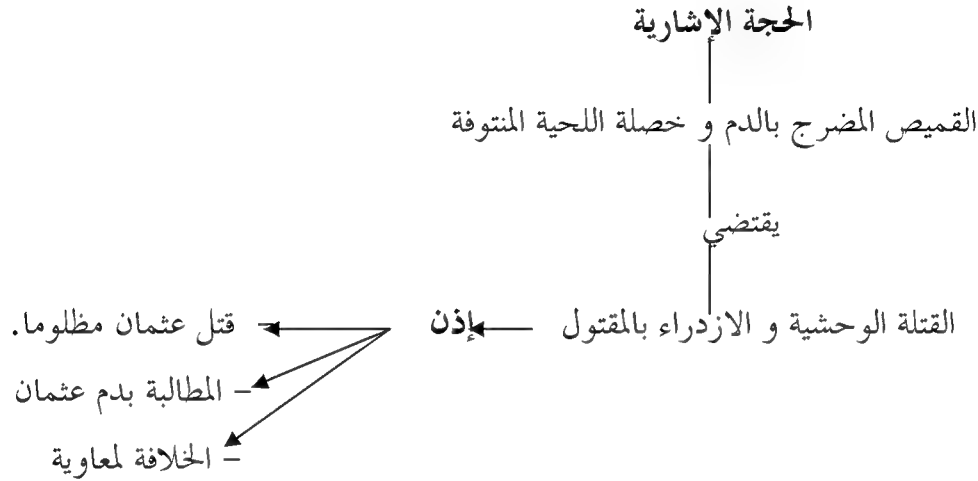 الحجة الإشارية
القميص المضرج بالدم و خصلة اللحية المنتوفة
يقتضي
القتلة الوحشية و الازدراء بالمقتول إذن - قتل عثمان مظلوما.
- المطالبة بدم عثمان
- الخلافة لمعاوية